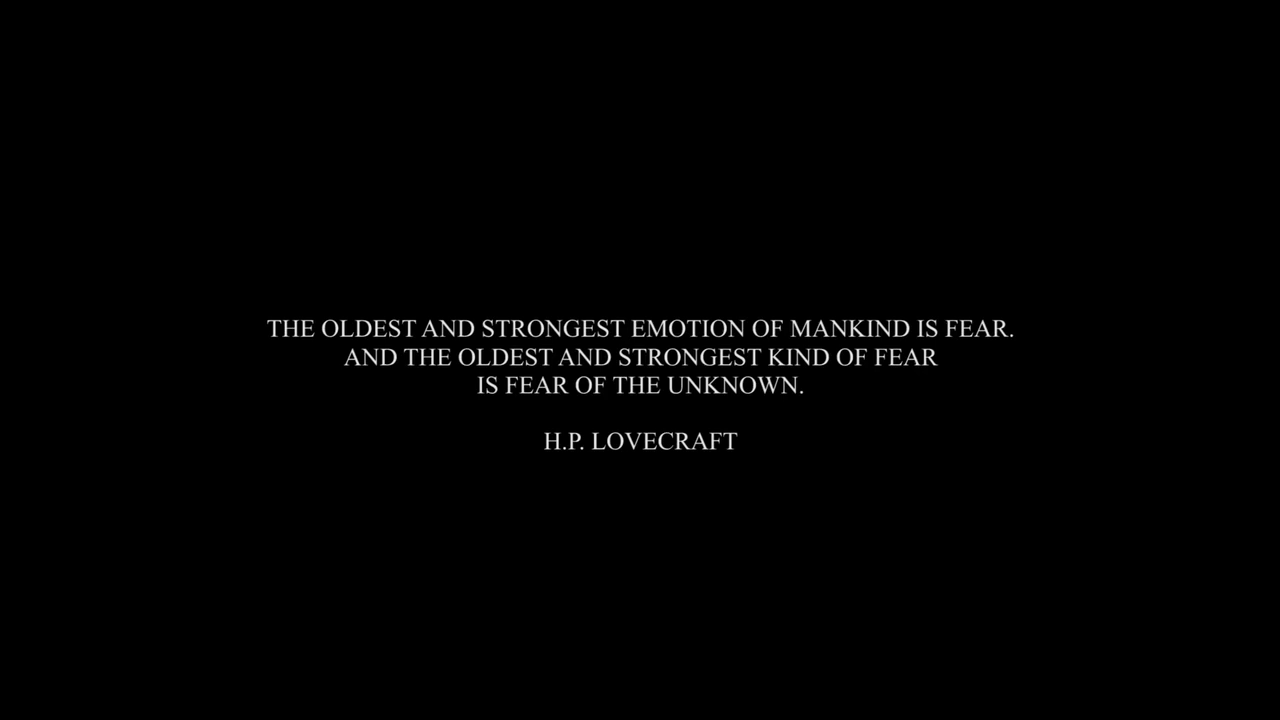 THE OLDEST AND STRONGEST EMOTION OF MANKIND IS FEAR.
AND THE OLDEST AND STRONGEST KIND OF FEAR
IS FEAR OF THE UNKNOWN.
H.P. LOVECRAFT